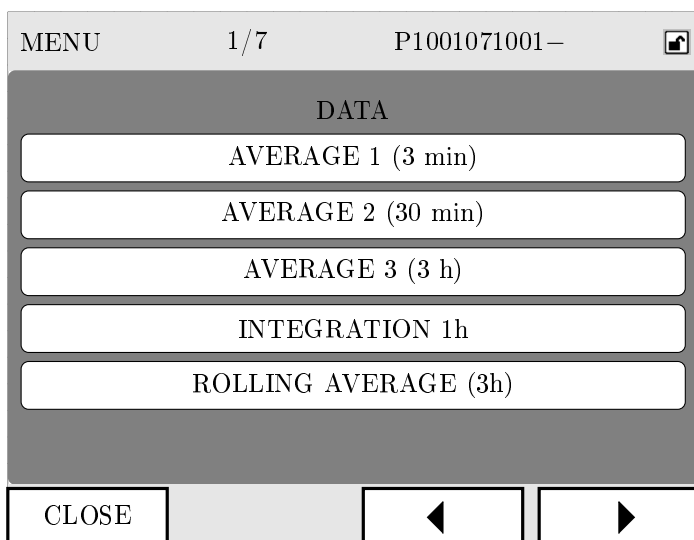 MENU 1/7 P1001071001−
DATA
AVERAGE 1 (3 min)
AVERAGE 2 (30 min)
AVERAGE 3 (3 h)
INTEGRATION 1h
ROLLING AVERAGE (3h)
CLOSE